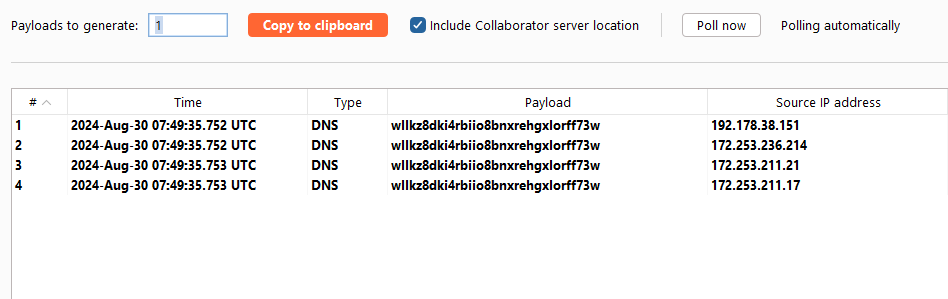 Payloads to generate: 1 Copy to clipboard Include Collaborator server location Poll now Polling automatically
# Time Type Payload Source IP address
1 2024-Aug-30 07:49:35.752 UTC DNS wllkz8dki4rbiio8bnxrehgxlorff73w 192.178.38.151
2 2024-Aug-30 07:49:35.752 UTC DNS wllkz8dki4rbiio8bnxrehgxlorff73w 172.253.236.214
3 2024-Aug-30 07:49:35.753 UTC DNS wllkz8dki4rbiio8bnxrehgxlorff73w 172.253.211.21
4 2024-Aug-30 07:49:35.753 UTC DNS wllkz8dki4rbiio8bnxrehgxlorff73w 172.253.211.17